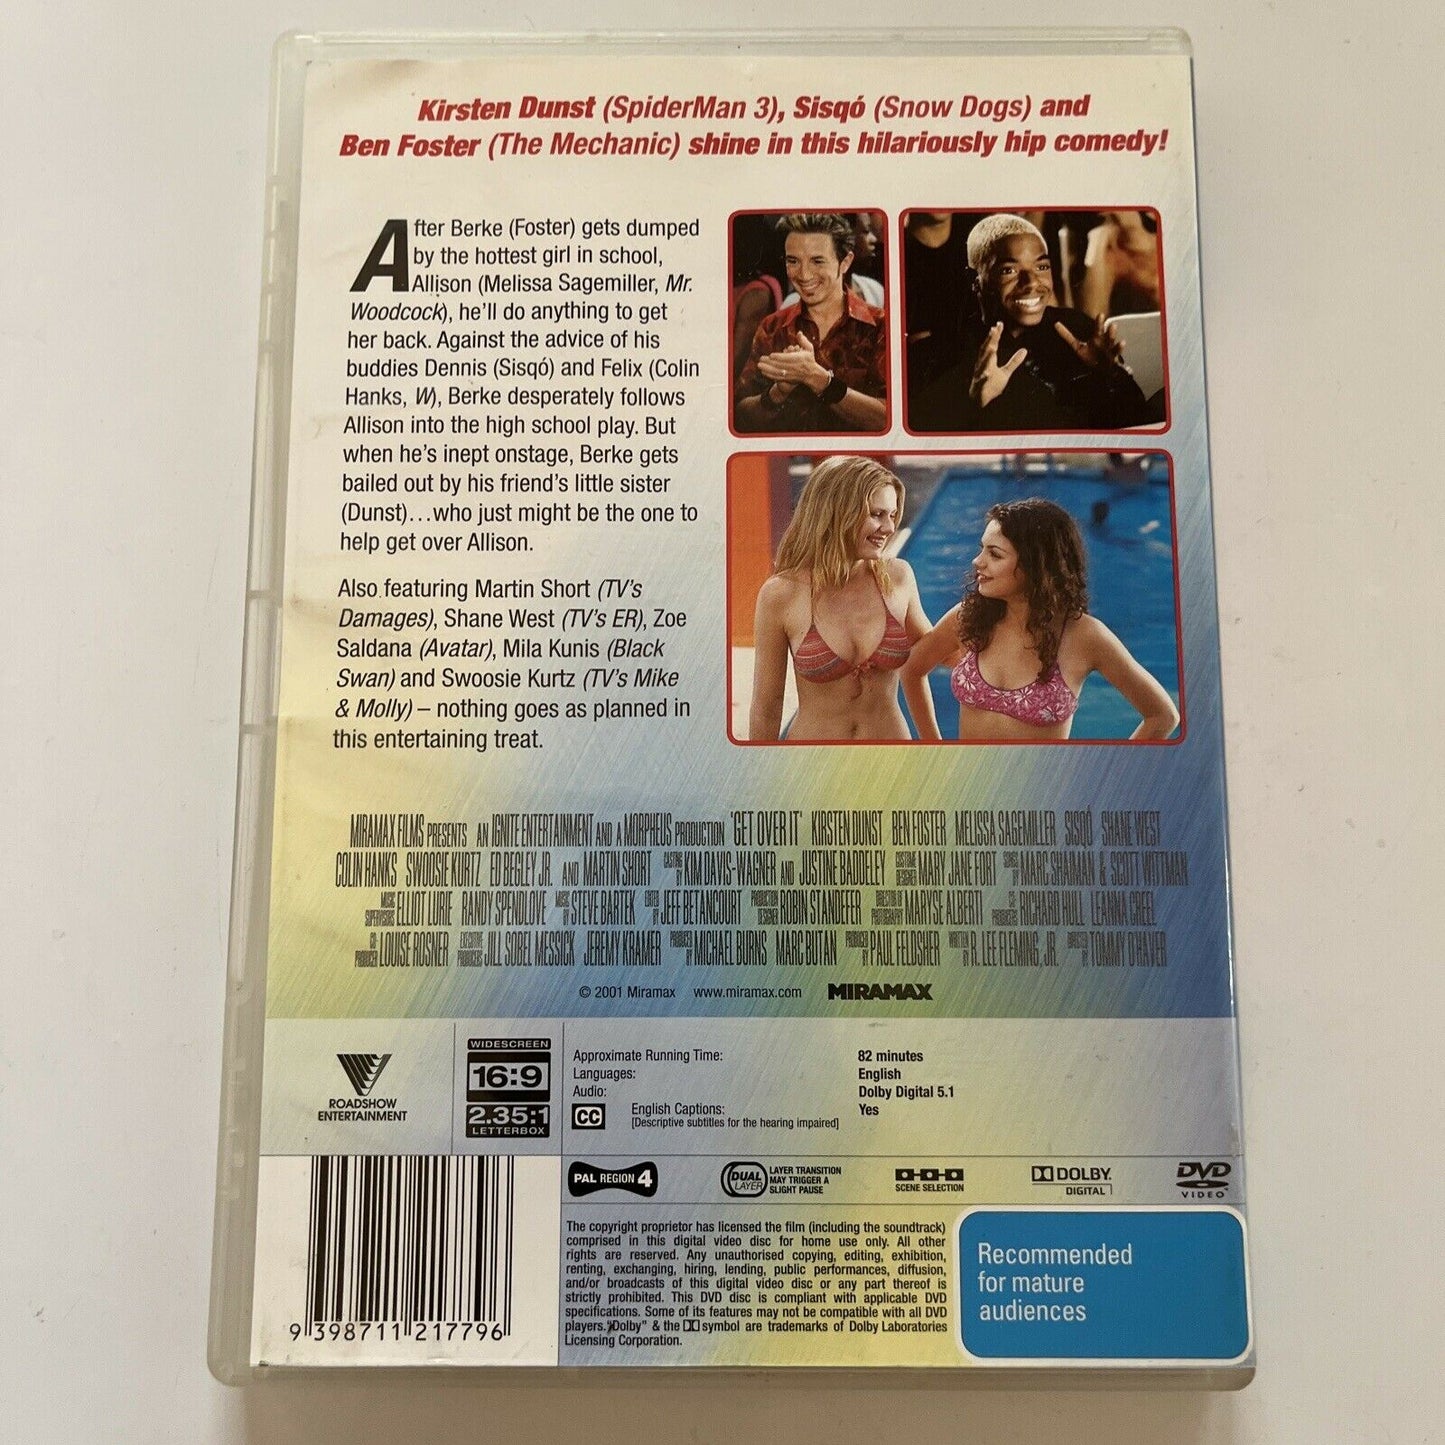 Kirsten Dunst (SpiderMan 3), Sisqó (Snow Dogs) and
Ben Foster (The Mechanic) shine in this hilariously hip comedy!
After Berke (Foster) gets dumped
by the hottest girl in school,
Allison (Melissa Sagemiller, Mr.
Woodcock), he'll do anything to get
her back. Against the advice of his
buddies Dennis (Sisqó) and Felix (Colin
Hanks, W), Berke desperately follows
Allison into the high school play. But
when he's inept onstage, Berke gets
bailed out by his friend's little sister
(Dunst)...who just might be the one to
help get over Allison.
Also featuring Martin Short (TV's
Damages), Shane West (TV's ER), Zoe
Saldana (Avatar), Mila Kunis (Black
Swan) and Swoosie Kurtz (TV's Mike
& Molly) – nothing goes as planned in
this entertaining treat.
MIRAMAX FILMS PRESENTS AN IGNITE ENTERTAINMENT AND A MORPHEUS PRODUCTION 'GET OVER IT' KIRSTEN DUNST BEN FOSTER MELISSA SAGEMILLER SISQÓ SHANE WEST
COLIN HANKS SWOOSIE KURTZ ED BEGLEY JR. AND MARTIN SHORT CASTING BY KIM DAVIS-WAGNER AND JUSTINE BADDELEY COSTUME DESIGNER MARY JANE FORT SONGS BY MARC SHAIMAN & SCOTT WITTMAN
MUSIC SUPERVISORS ELLIOT LURIE RANDY SPENDLOVE MUSIC BY STEVE BARTEK EDITED BY JEFF BETANCOURT PRODUCTION DESIGNER ROBIN STANDEFER DIRECTOR OF PHOTOGRAPHY MARYSE ALBERTI CO-PRODUCERS RICHARD HULL LEANNA CREEL
CO-PRODUCER LOUISE ROSNER EXECUTIVE PRODUCERS JILL SOBEL MESSICK JEREMY KRAMER PRODUCED BY MICHAEL BURNS MARC BUTAN PRODUCED BY PAUL FELDSHER WRITTEN BY R. LEE FLEMING, JR. DIRECTED BY TOMMY O'HAVER
© 2001 Miramax www.miramax.com MIRAMAX
ROADSHOW
ENTERTAINMENT
WIDESCREEN
16:9
2.35:1
LETTERBOX
Approximate Running Time: 82 minutes
Languages: English
Audio: Dolby Digital 5.1
CC English Captions: Yes
[Descriptive subtitles for the hearing impaired]
PAL REGION 4
DUAL LAYER
LAYER TRANSITION
MAY TRIGGER A
SLIGHT PAUSE
SCENE SELECTION
DOLBY
DIGITAL
DVD
VIDEO
The copyright proprietor has licensed the film (including the soundtrack)
comprised in this digital video disc for home use only. All other
rights are reserved. Any unauthorised copying, editing, exhibition,
renting, exchanging, hiring, lending, public performances, diffusion,
and/or broadcasts of this digital video disc or any part thereof is
strictly prohibited. This DVD disc is compliant with applicable DVD
specifications. Some of its features may not be compatible with all DVD
players. "Dolby" & the symbol are trademarks of Dolby Laboratories
Licensing Corporation.
Recommended
for mature
audiences
9 398711 217796